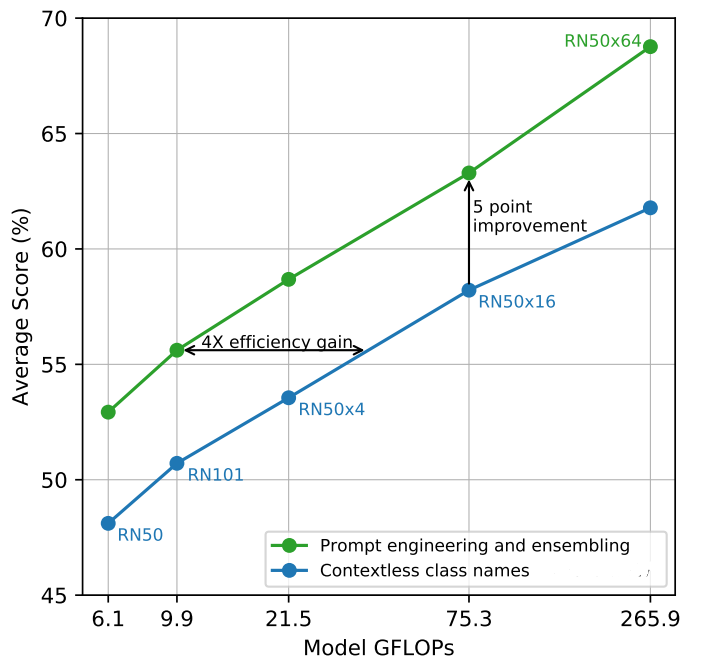 70
65
60
55
50
45
Average Score (%)
RN50x64
5 point
improvement
RN50x16
4X efficiency gain
RN50x4
RN101
RN50
Prompt engineering and ensembling
Contextless class names
6.1 9.9 21.5 75.3 265.9
Model GFLOPs